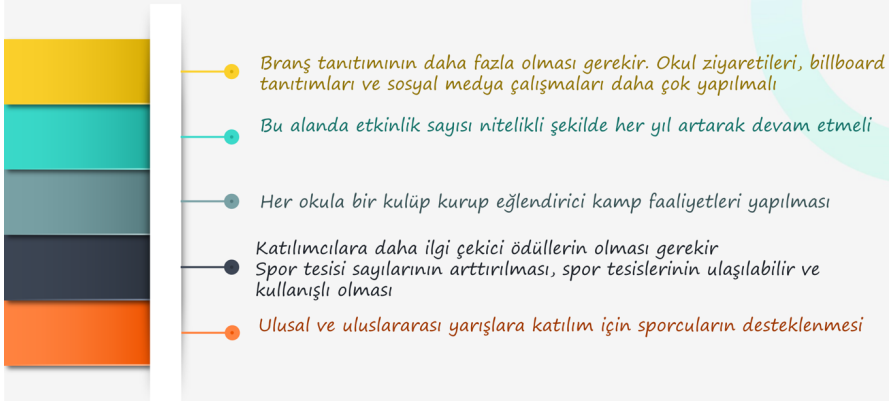 Branş tanıtımının daha fazla olması gerekir. Okul ziyaretileri, billboard
tanıtımları ve sosyal medya çalışmaları daha çok yapılmalı
Bu alanda etkinlik sayısı nitelikli şekilde her yıl artarak devam etmeli
Her okula bir kulüp kurup eğlendirici kamp faaliyetleri yapılması
Katılımcılara daha ilgi çekici ödüllerin olması gerekir
Spor tesisi sayılarının arttırılması, spor tesislerinin ulaşılabilir ve
kullanışlı olması
Ulusal ve uluslararası yarışlara katılım için sporcuların desteklenmesi